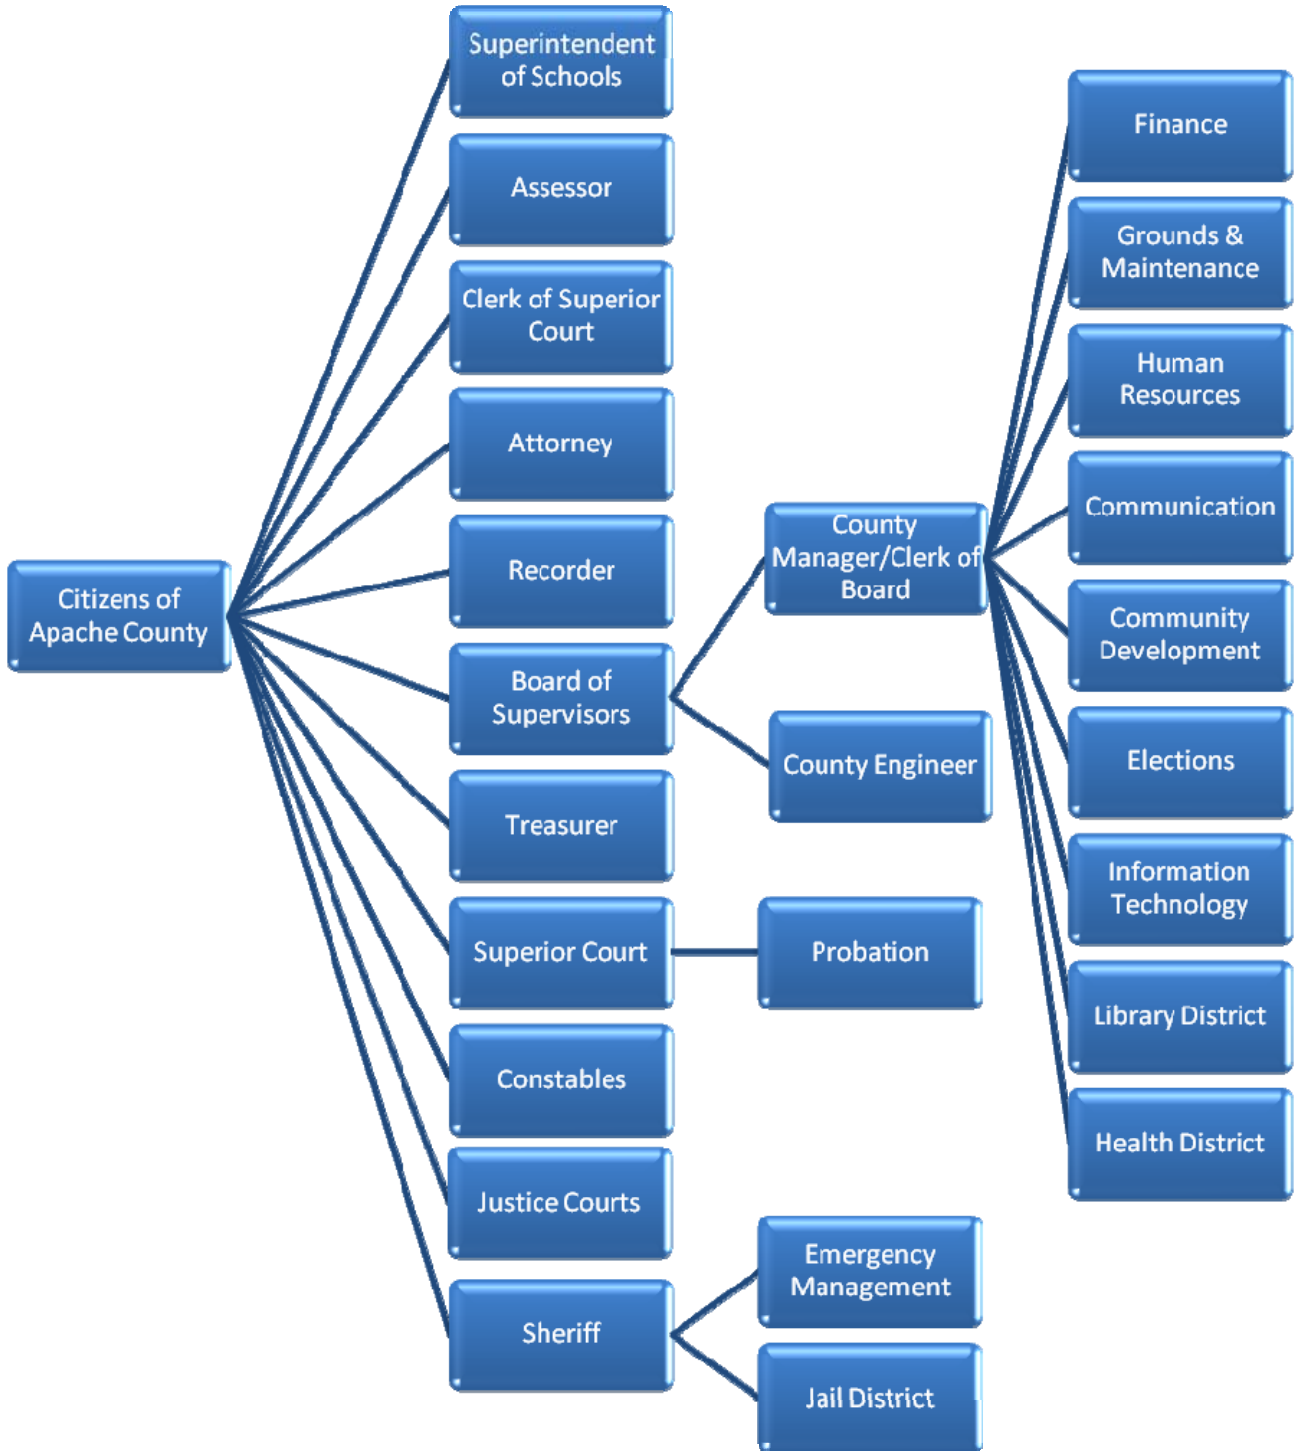 Citizens of
Apache County
Superintendent
of Schools
Assessor
Clerk of Superior
Court
Attorney
Recorder
Board of
Supervisors
Treasurer
Superior Court
Constables
Justice Courts
Sheriff
County
Manager/Clerk of
Board
County Engineer
Probation
Emergency
Management
Jail District
Finance
Grounds &
Maintenance
Human
Resources
Communication
Community
Development
Elections
Information
Technology
Library District
Health District